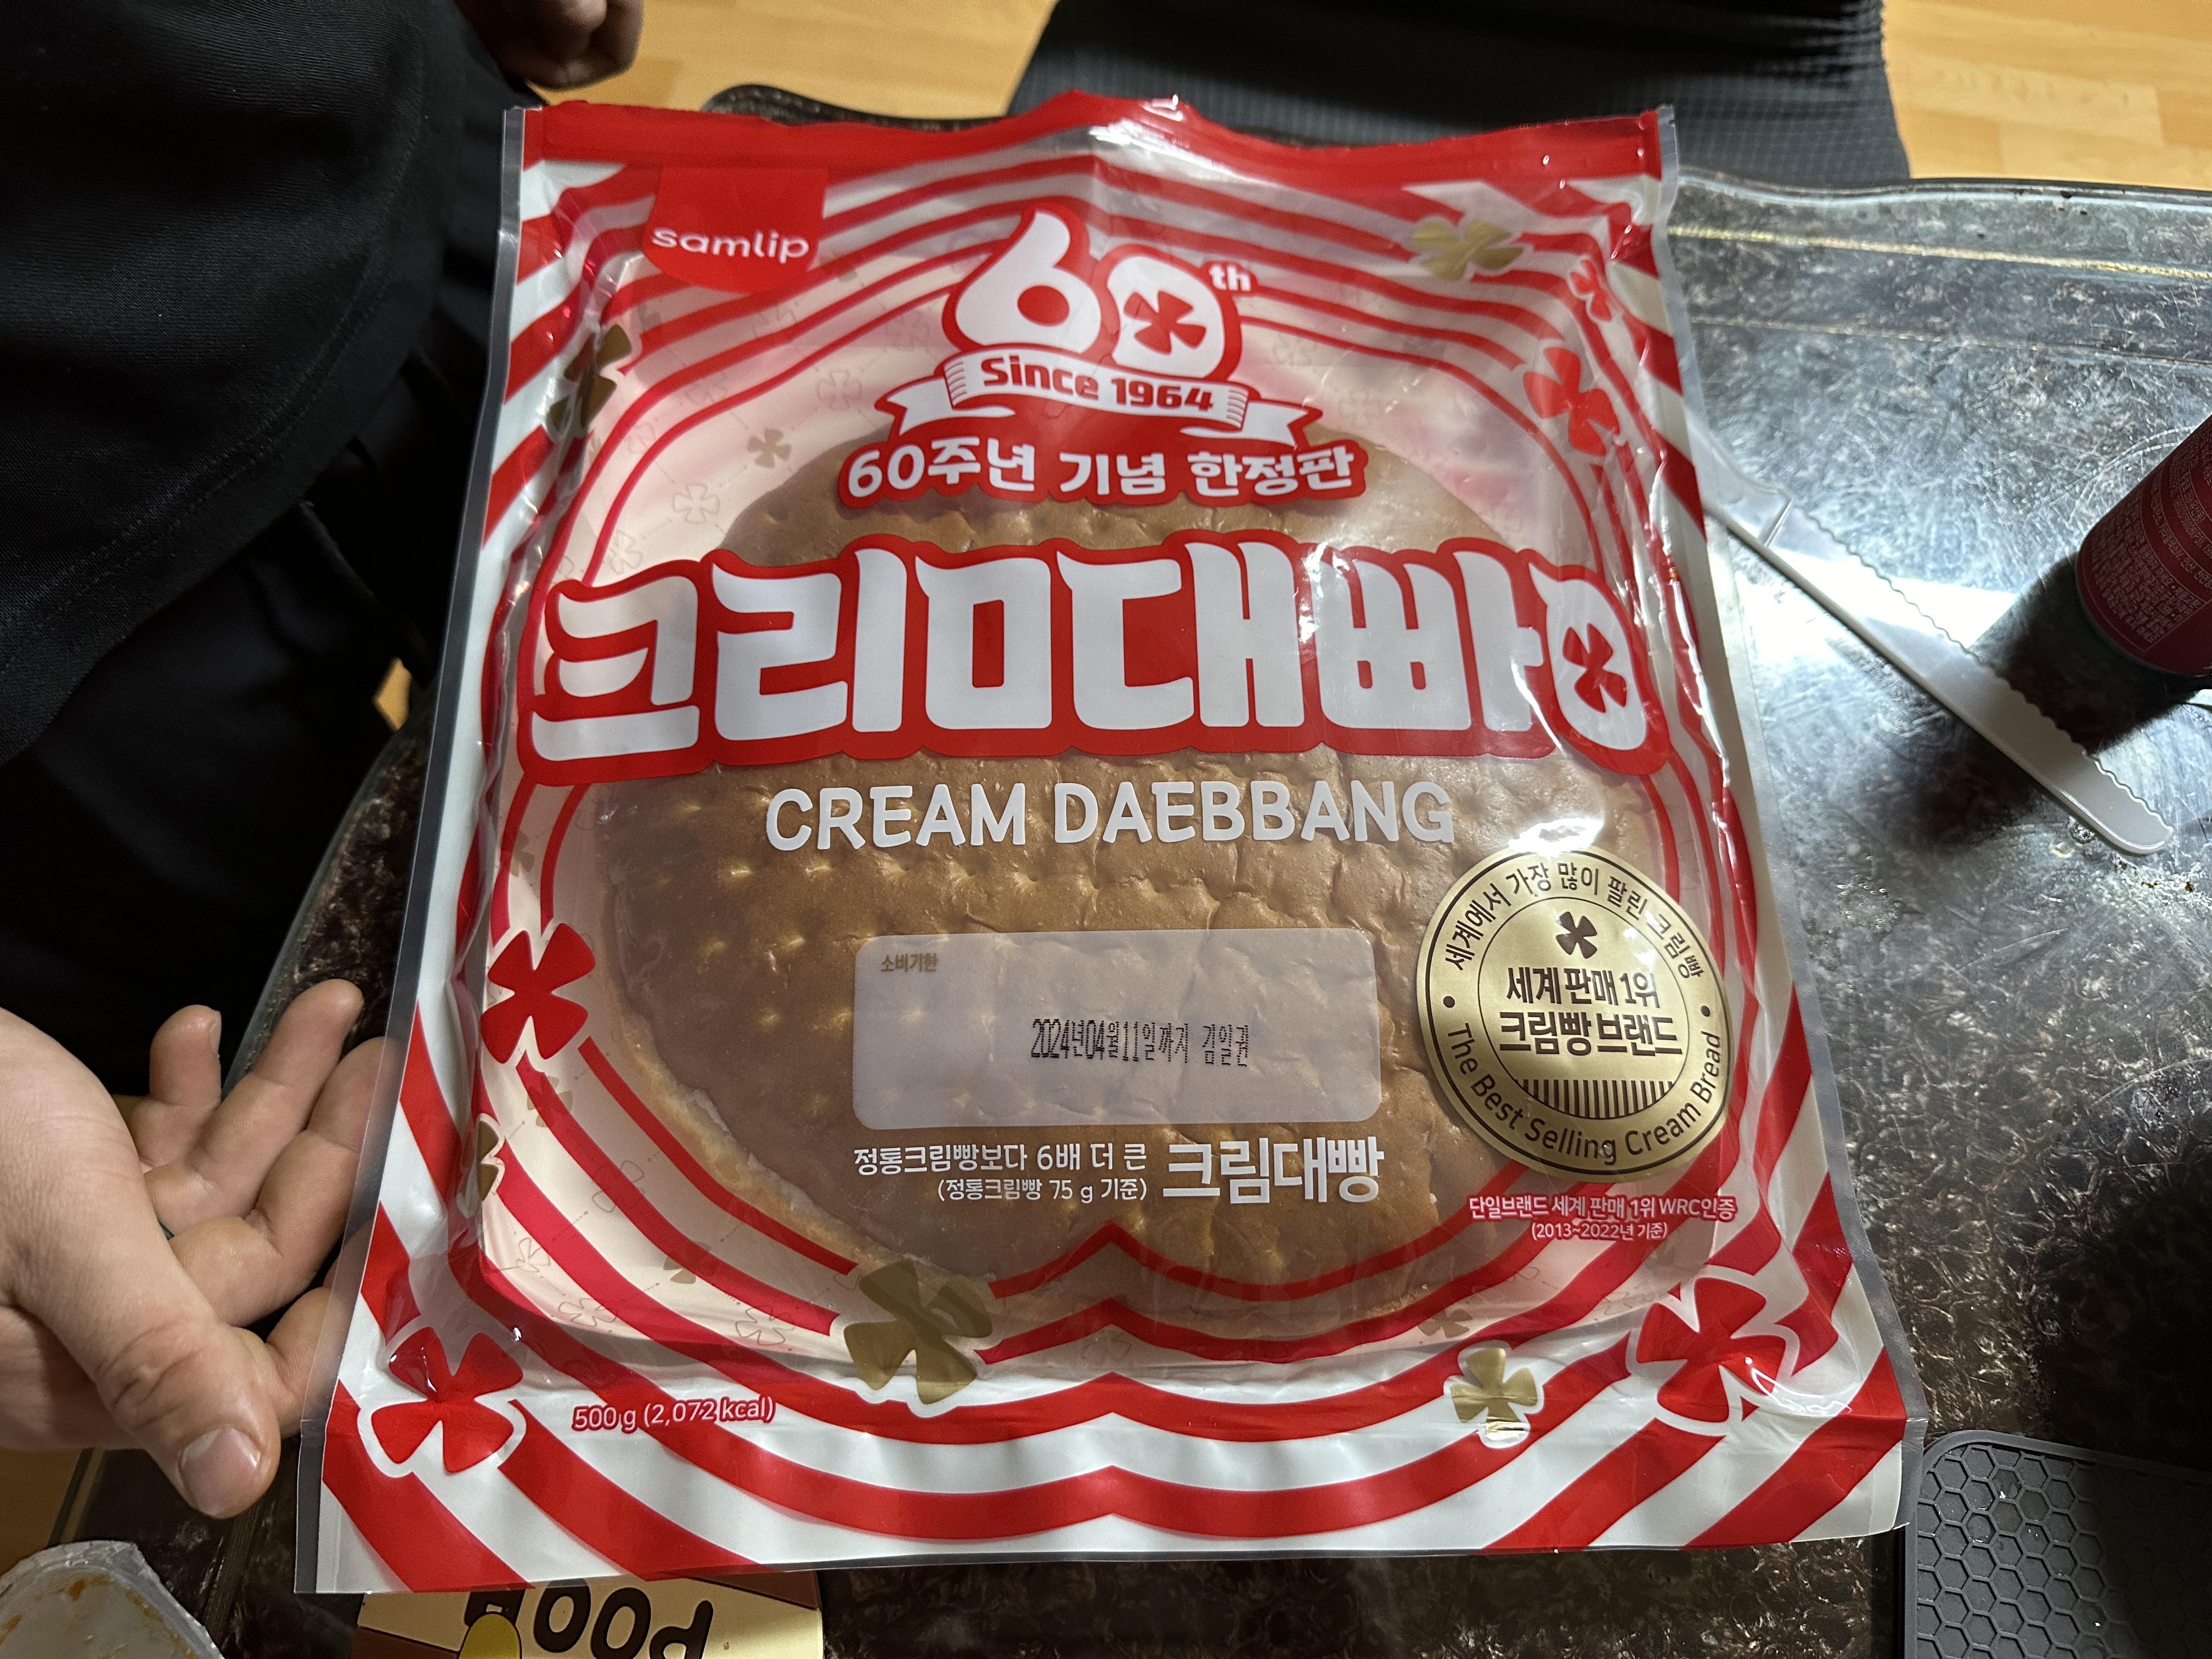 samlip
60th
Since 1964
60주년 기념 한정판
크리미대빵
CREAM DAEBBANG
소비기한
2024년04월11일까지 김일권
세계에서 가장 많이 팔린 크림빵
세계 판매 1위
크림빵 브랜드
The Best Selling Cream Bread
정통크림빵보다 6배 더 큰
(정통크림빵 75 g 기준)
크림대빵
단일브랜드 세계 판매 1위 WRC인증
(2013~2022년 기준)
500 g (2,072 kcal)